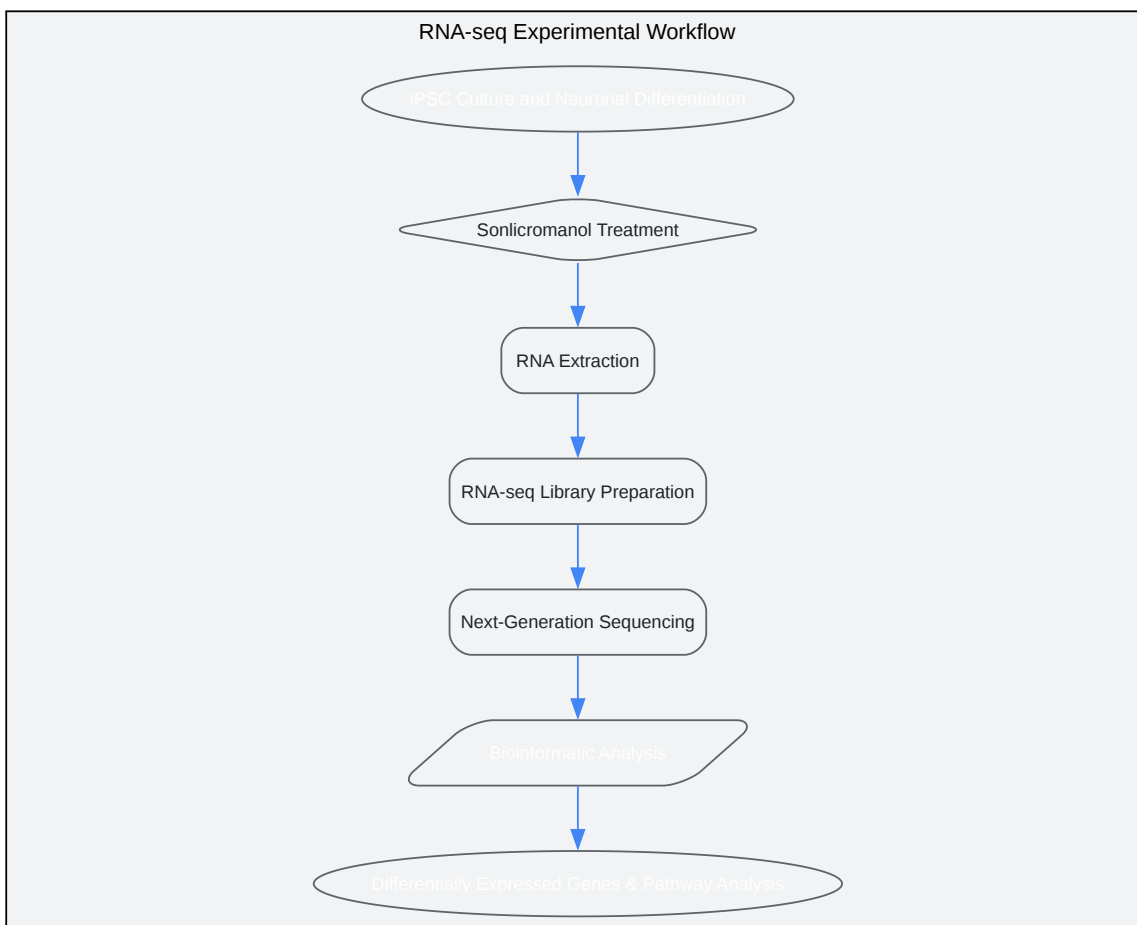 RNA-seq Experimental Workflow
iPSC Culture and Neuronal Differentiation
Sonlicromanol Treatment
RNA Extraction
RNA-seq Library Preparation
Next-Generation Sequencing
Bioinformatic Analysis
Differentially Expressed Genes & Pathway Analysis